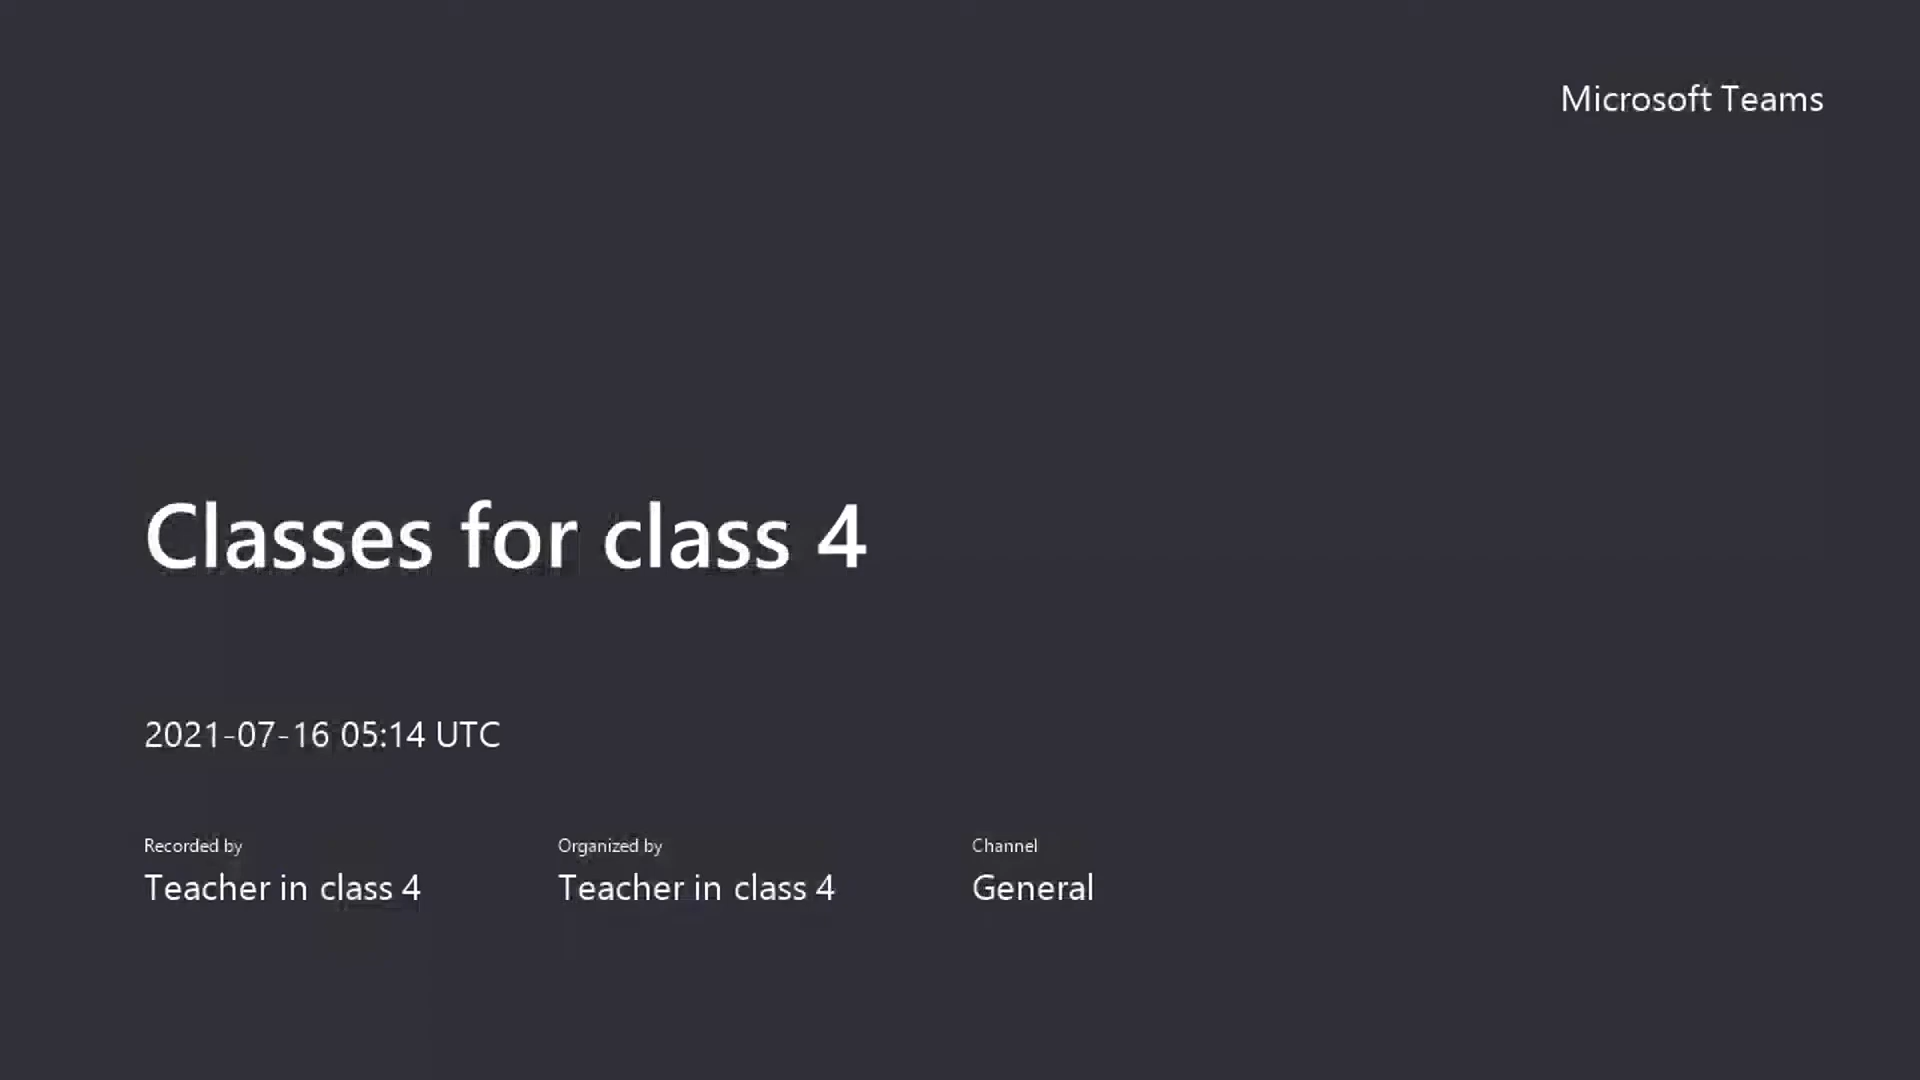 Microsoft Teams
Classes for class 4
2021-07-16 05:14 UTC
Recorded by
Teacher in class 4
Organized by
Teacher in class 4
Channel
General